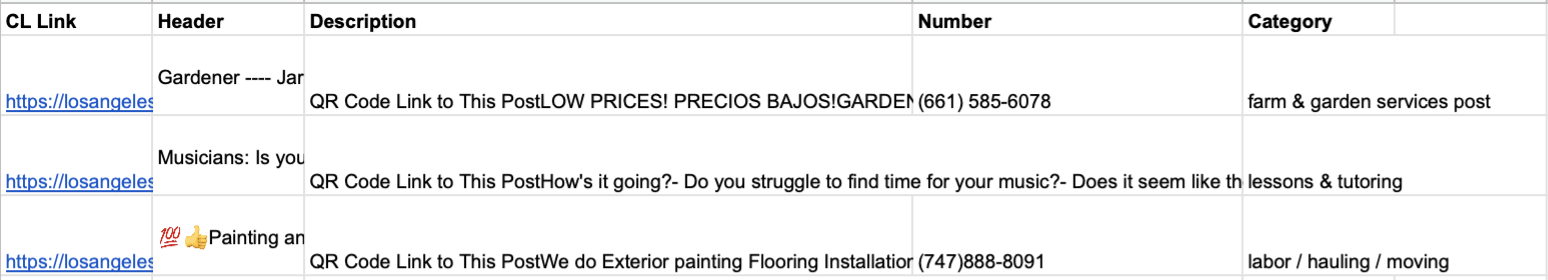 CL Link Header Description Number Category
Gardener ---- Jar
https://losangeles QR Code Link to This PostLOW PRICES! PRECIOS BAJOS!GARDEN (661) 585-6078 farm & garden services post
Musicians: Is you
https://losangeles QR Code Link to This PostHow's it going?- Do you struggle to find time for your music?- Does it seem like th lessons & tutoring
💯👍Painting an
https://losangeles QR Code Link to This PostWe do Exterior painting Flooring Installation (747)888-8091 labor / hauling / moving